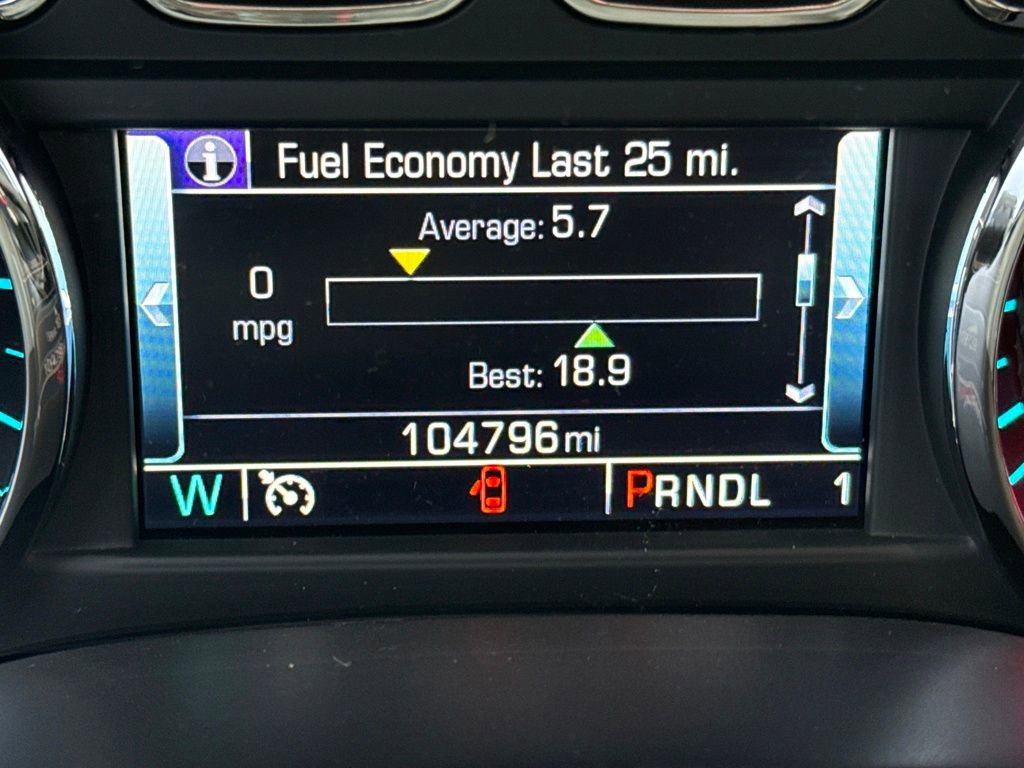 i Fuel Economy Last 25 mi.
Average: 5.7
0
mpg
Best: 18.9
104796 mi
W PRNDL 1